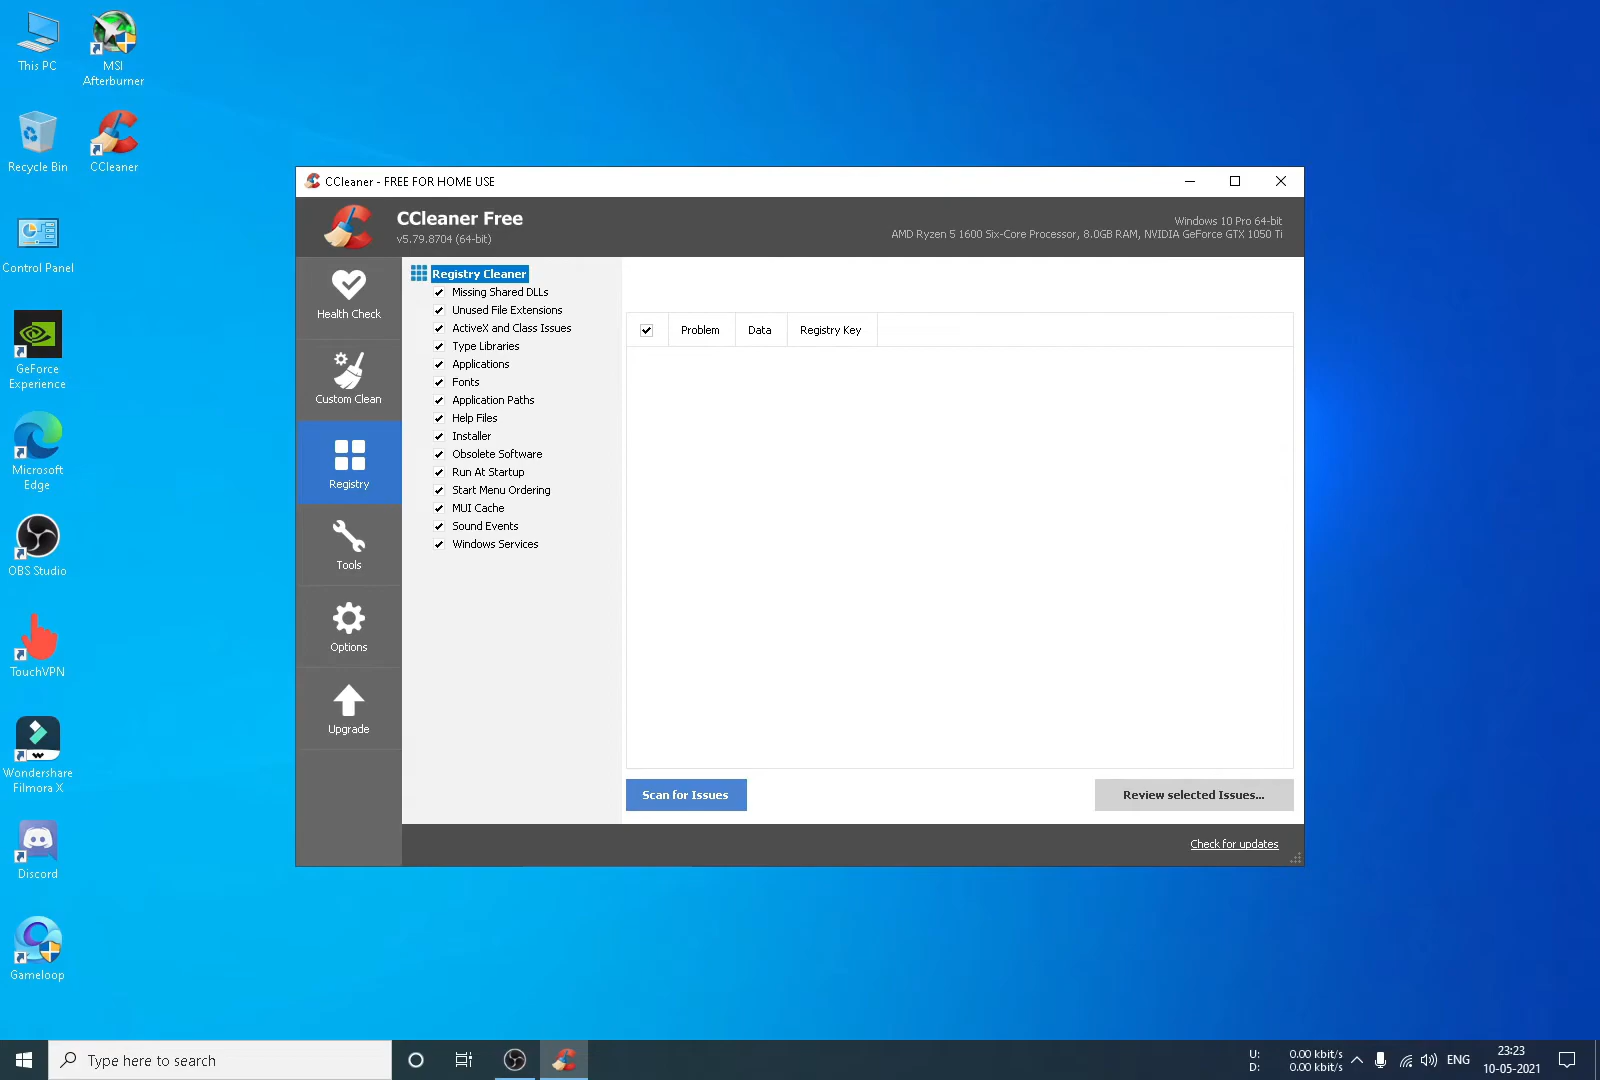 This PC
MSI
Afterburner
Recycle Bin
CCleaner
Control Panel
GeForce
Experience
Microsoft
Edge
OBS Studio
TouchVPN
Wondershare
Filmora X
Discord
Gameloop
CCleaner - FREE FOR HOME USE
CCleaner Free
v5.79.8704 (64-bit)
Windows 10 Pro 64-bit
AMD Ryzen 5 1600 Six-Core Processor, 8.0GB RAM, NVIDIA GeForce GTX 1050 Ti
Health Check
Custom Clean
Registry
Tools
Options
Upgrade
Registry Cleaner
Missing Shared DLLs
Unused File Extensions
ActiveX and Class Issues
Type Libraries
Applications
Fonts
Application Paths
Help Files
Installer
Obsolete Software
Run At Startup
Start Menu Ordering
MUI Cache
Sound Events
Windows Services
Problem Data Registry Key
Scan for Issues
Review selected Issues...
Check for updates
Type here to search
U: 0.00 kbit/s
D: 0.00 kbit/s
ENG
23:23
10-05-2021